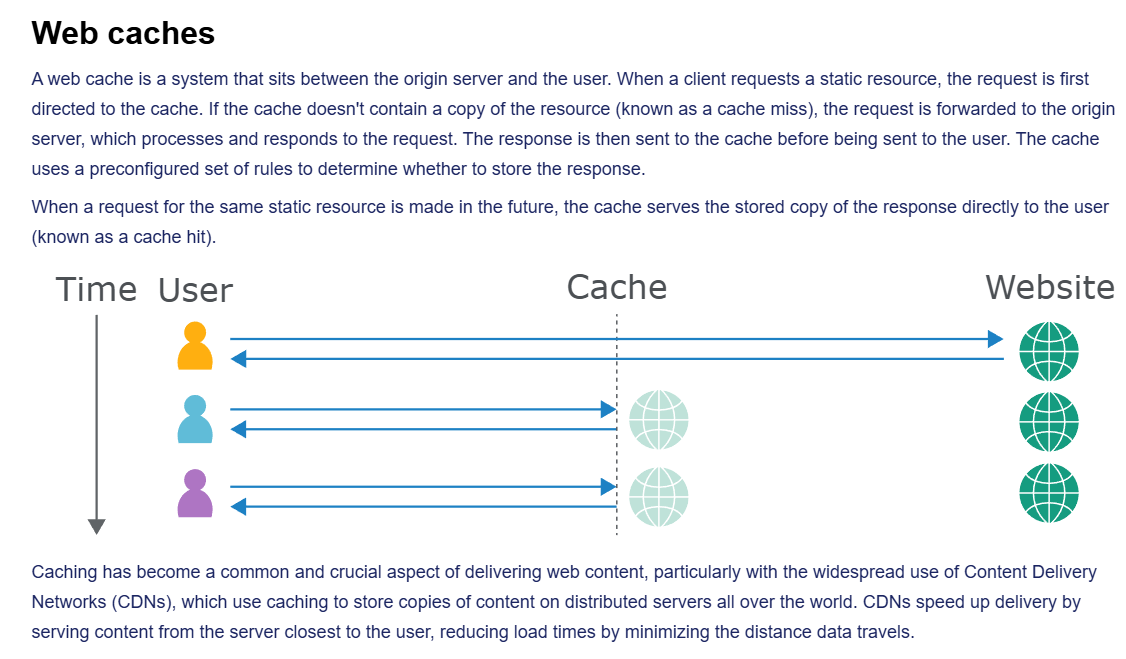 Web caches
A web cache is a system that sits between the origin server and the user. When a client requests a static resource, the request is first
directed to the cache. If the cache doesn't contain a copy of the resource (known as a cache miss), the request is forwarded to the origin
server, which processes and responds to the request. The response is then sent to the cache before being sent to the user. The cache
uses a preconfigured set of rules to determine whether to store the response.
When a request for the same static resource is made in the future, the cache serves the stored copy of the response directly to the user
(known as a cache hit).
Time User Cache Website
Caching has become a common and crucial aspect of delivering web content, particularly with the widespread use of Content Delivery
Networks (CDNs), which use caching to store copies of content on distributed servers all over the world. CDNs speed up delivery by
serving content from the server closest to the user, reducing load times by minimizing the distance data travels.